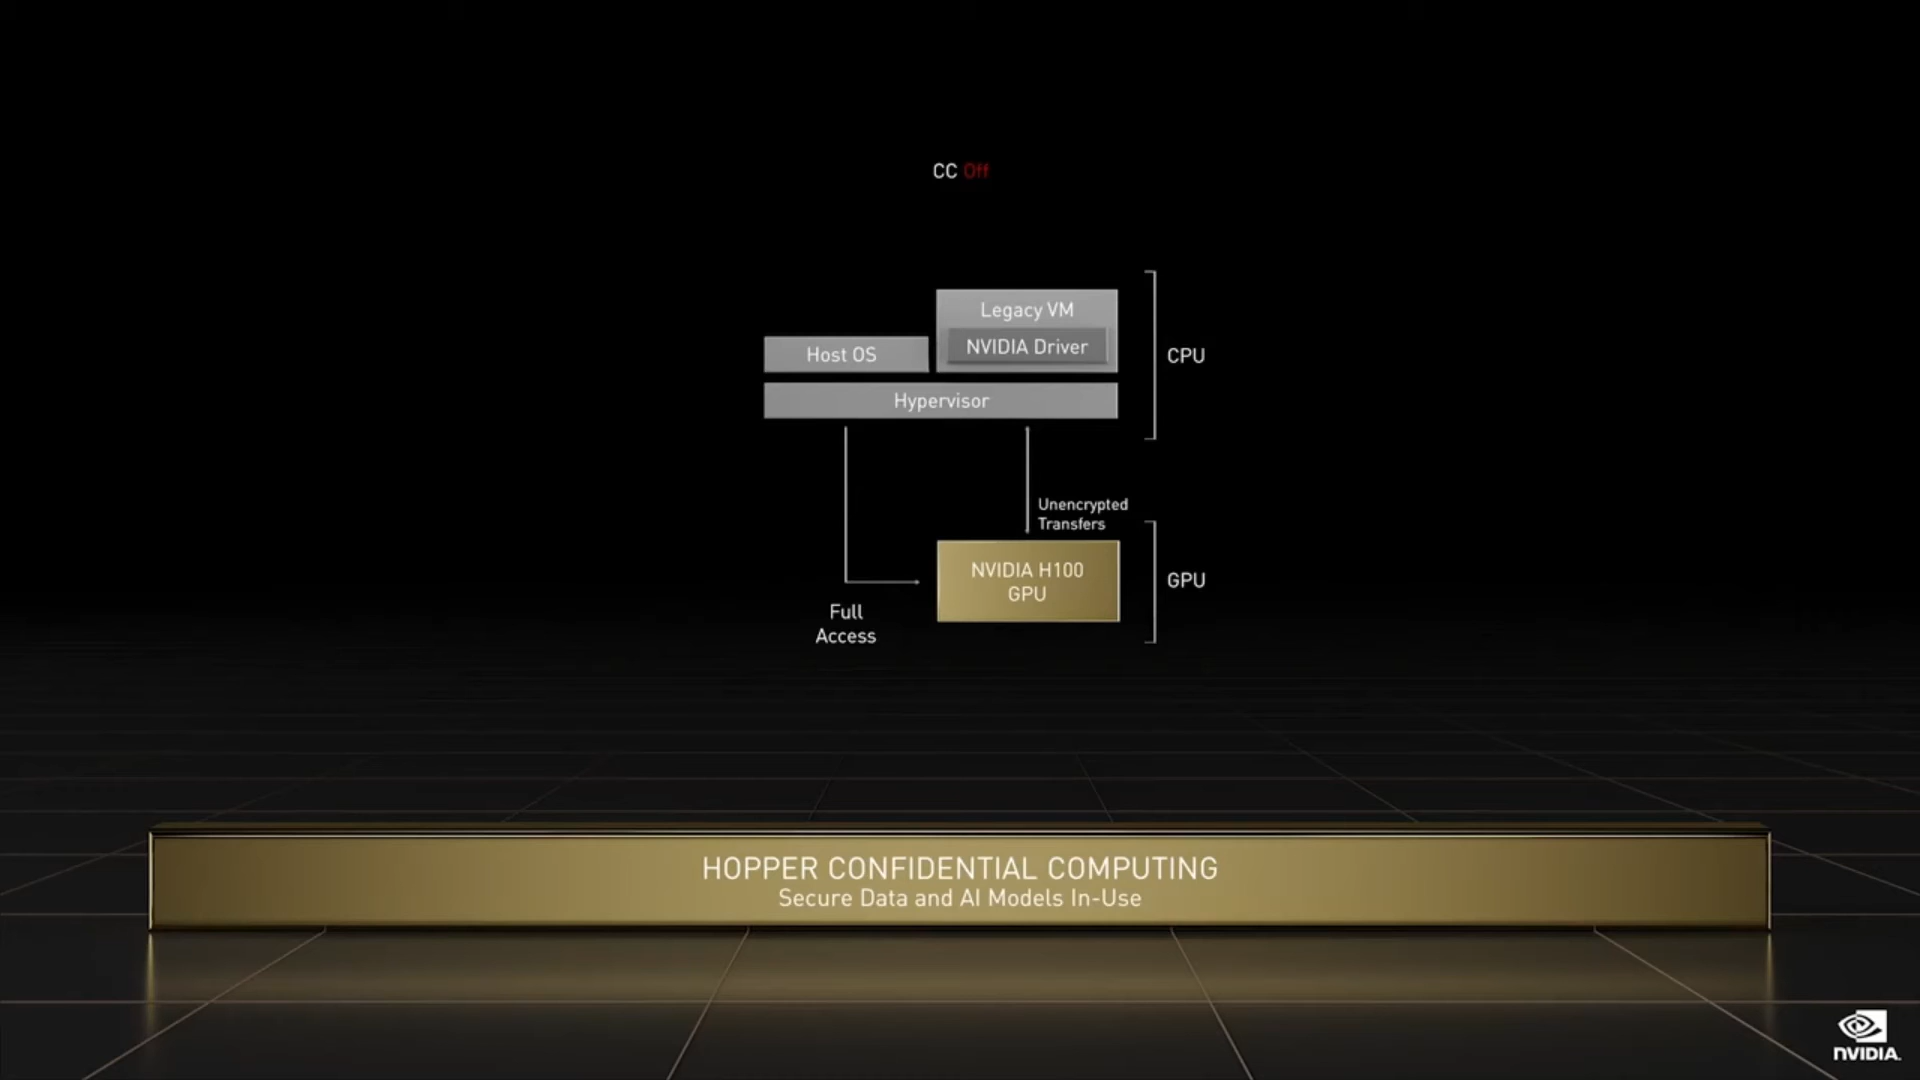 CC Off
Legacy VM
NVIDIA Driver
Host OS
Hypervisor
CPU
Unencrypted
Transfers
NVIDIA H100
GPU
GPU
Full
Access
HOPPER CONFIDENTIAL COMPUTING
Secure Data and AI Models In-Use
NVIDIA.